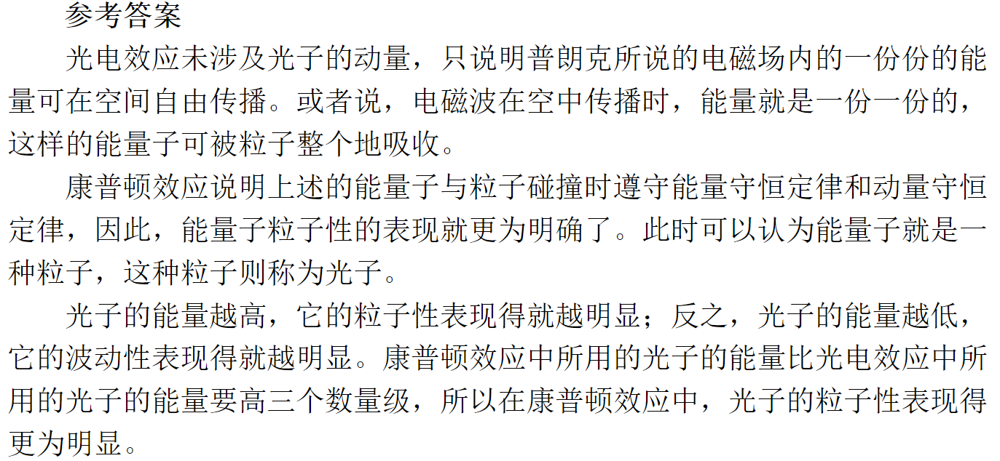 参考答案
光电效应未涉及光子的动量，只说明普朗克所说的电磁场内的一份份的能
量可在空间自由传播。或者说，电磁波在空中传播时，能量就是一份一份的，
这样的能量子可被粒子整个地吸收。
康普顿效应说明上述的能量子与粒子碰撞时遵守能量守恒定律和动量守恒
定律，因此，能量子粒子性的表现就更为明确了。此时可以认为能量子就是一
种粒子，这种粒子则称为光子。
光子的能量越高，它的粒子性表现得就越明显；反之，光子的能量越低，
它的波动性表现得就越明显。康普顿效应中所用的光子的能量比光电效应中所
用的光子的能量要高三个数量级，所以在康普顿效应中，光子的粒子性表现得
更为明显。